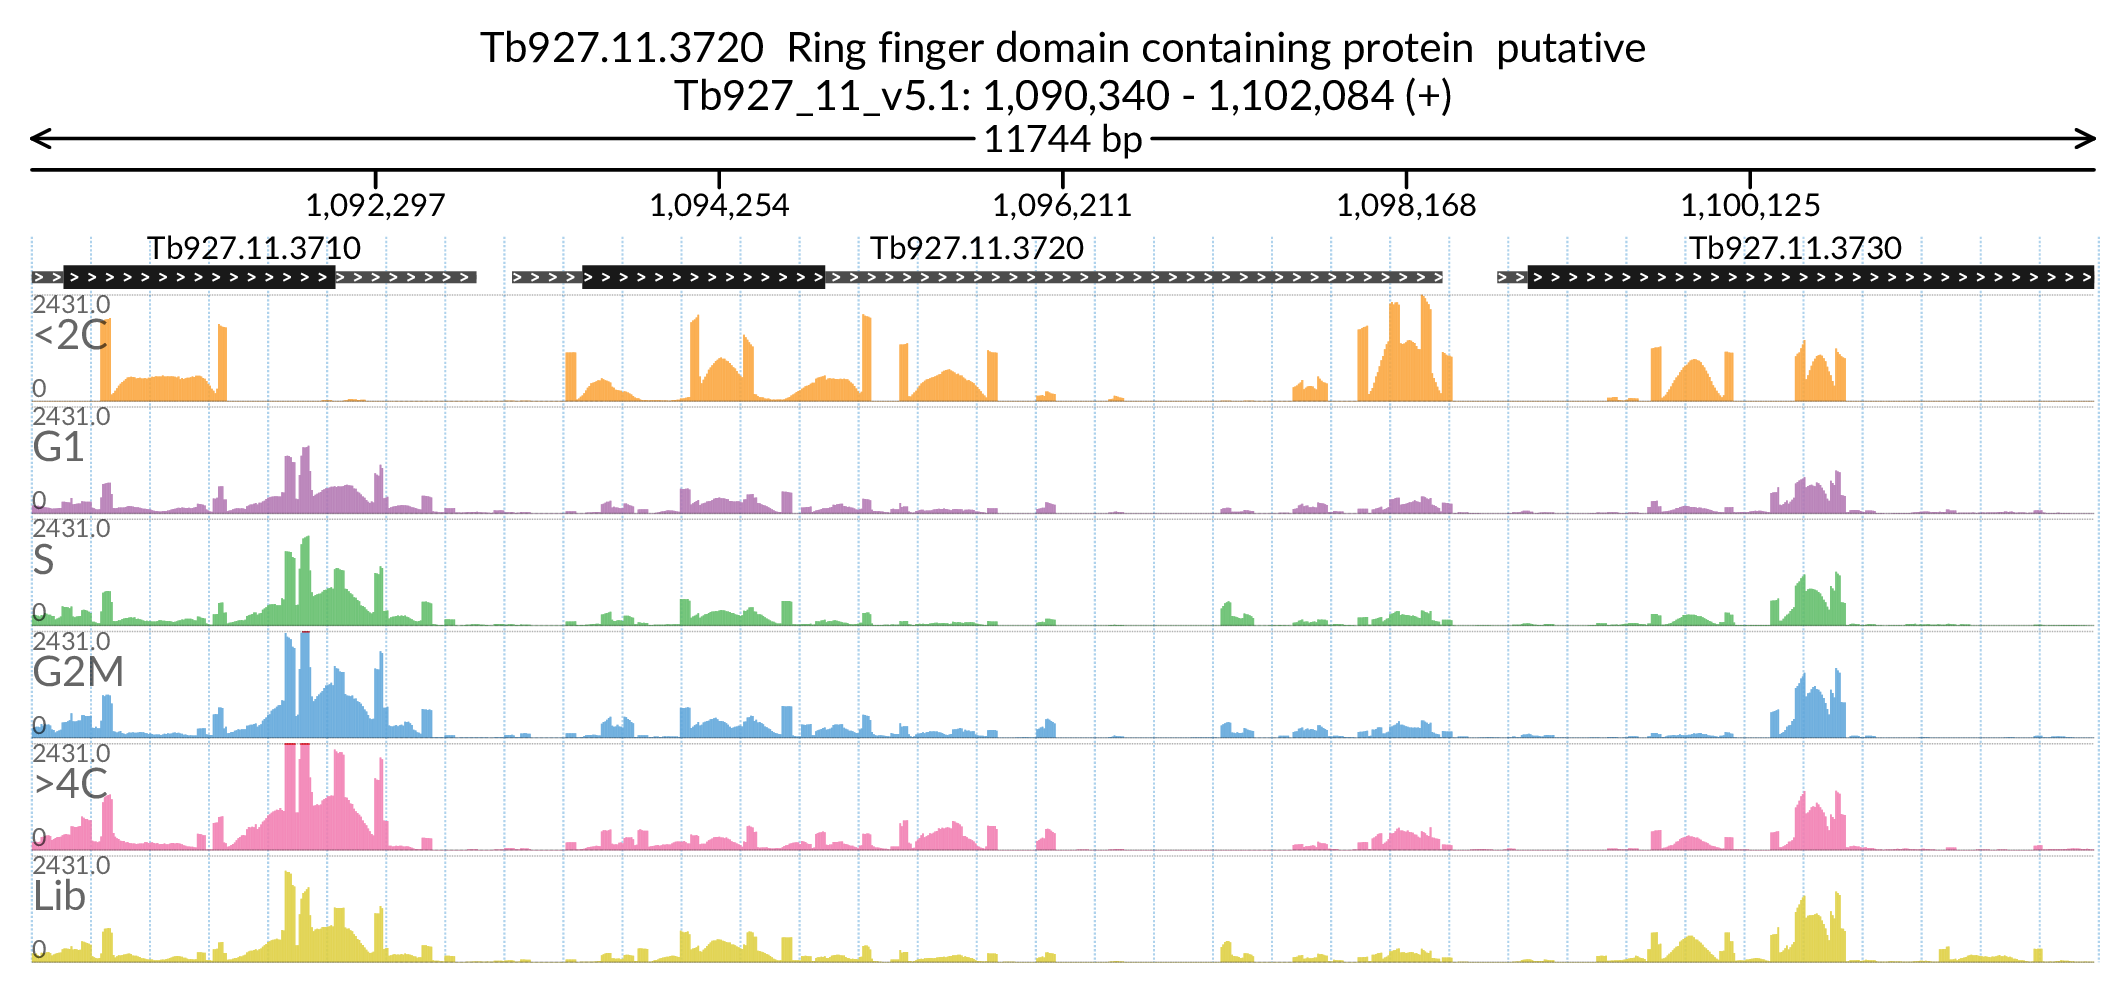 Tb927.11.3720  Ring finger domain containing protein  putative
Tb927_11_v5.1: 1,090,340 - 1,102,084 (+)
11744 bp
1,092,297 1,094,254 1,096,211 1,098,168 1,100,125
Tb927.11.3710 Tb927.11.3720 Tb927.11.3730
2431.0
<2C
0
2431.0
G1
0
2431.0
S
0
2431.0
G2M
0
2431.0
>4C
0
2431.0
Lib
0